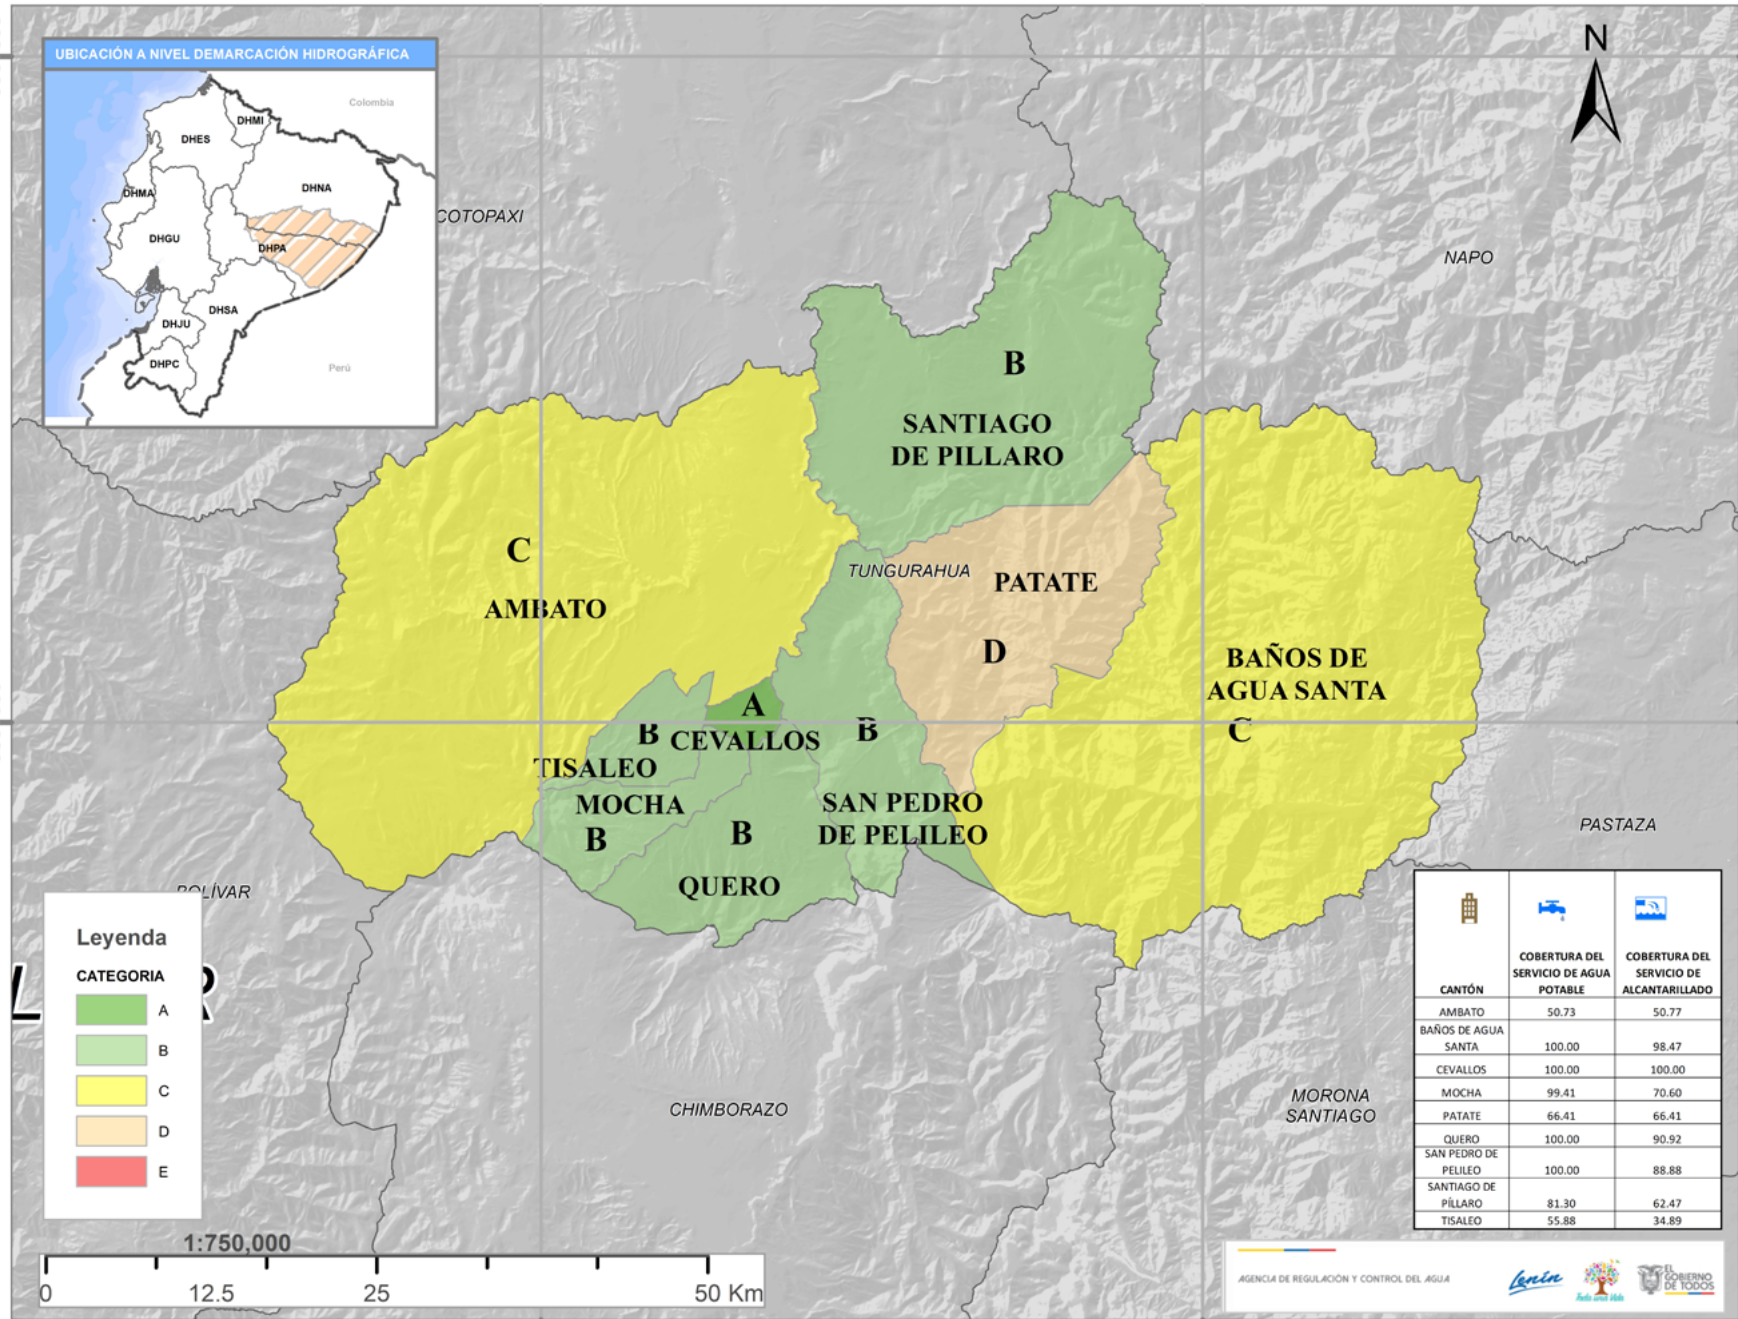 UBICACIÓN A NIVEL DEMARCACIÓN HIDROGRÁFICA
Colombia
DHMI
DHES
DHNA
DHMA
DHGU
DHPA
DHSA
DHJU
DHPC
Perú
N
COTOPAXI
NAPO
B
SANTIAGO
DE PILLARO
C
AMBATO
TUNGURAHUA
PATATE
D
BAÑOS DE
AGUA SANTA
C
A
CEVALLOS
B
TISALEO
B
MOCHA
B
SAN PEDRO
DE PELILEO
B
QUERO
PASTAZA
BOLÍVAR
CHIMBORAZO
MORONA
SANTIAGO
Leyenda
CATEGORIA
A
B
C
D
E
1:750,000
0 12.5 25 50 Km
CANTÓN COBERTURA DEL SERVICIO DE AGUA POTABLE COBERTURA DEL SERVICIO DE ALCANTARILLADO
AMBATO 50.73 50.77
BAÑOS DE AGUA SANTA 100.00 98.47
CEVALLOS 100.00 100.00
MOCHA 99.41 70.60
PATATE 66.41 66.41
QUERO 100.00 90.92
SAN PEDRO DE PELILEO 100.00 88.88
SANTIAGO DE PÍLLARO 81.30 62.47
TISALEO 55.88 34.89
AGENCIA DE REGULACIÓN Y CONTROL DEL AGUA
Lenín
Toda una Vida
EL
GOBIERNO
DE TODOS